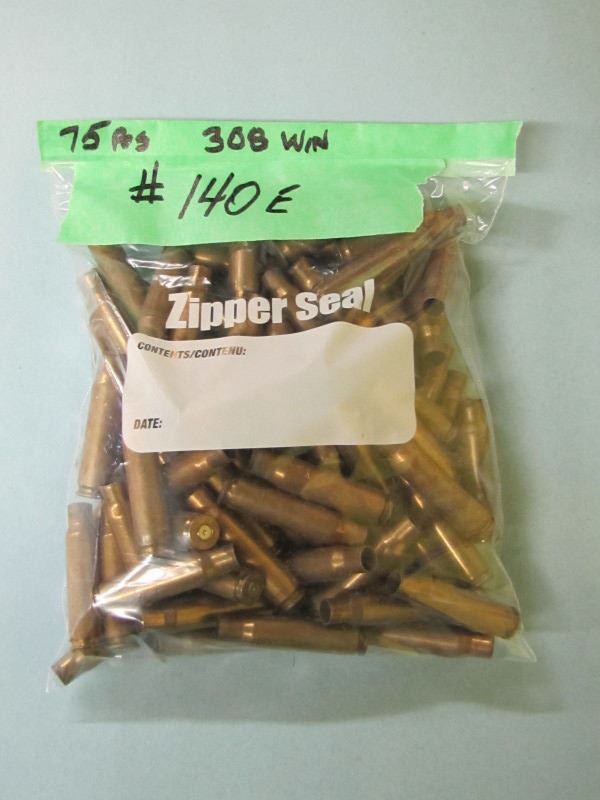 75 PCS 308 WIN
# 140 E
Zipper Seal
CONTENTS/CONTENU:
DATE: